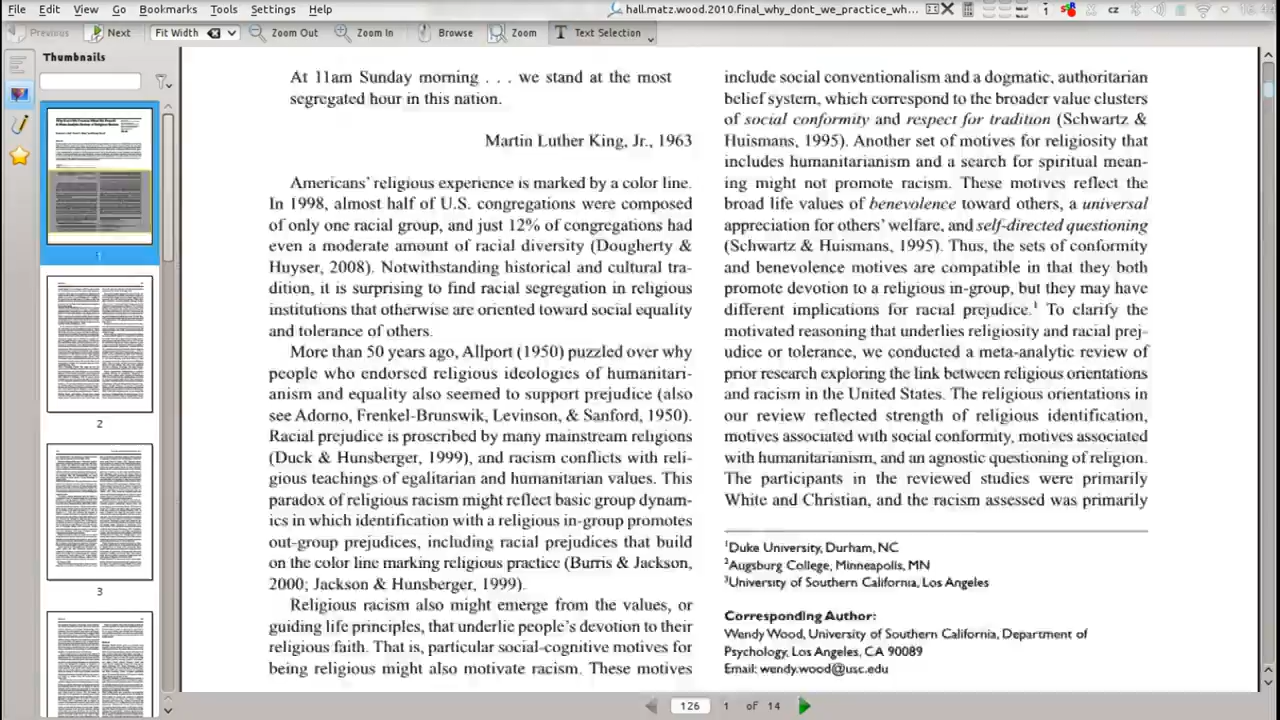 File Edit View Go Bookmarks Tools Settings Help
hall.matz.wood.2010.final_why_dont_we_practice_wh...
cz
Previous Next Fit Width Zoom Out Zoom In Browse Zoom Text Selection
Thumbnails
1
2
3
At 11am Sunday morning . . . we stand at the most
segregated hour in this nation.
Martin Luther King, Jr., 1963
Americans' religious experience is marked by a color line.
In 1998, almost half of U.S. congregations were composed
of only one racial group, and just 12% of congregations had
even a moderate amount of racial diversity (Dougherty &
Huyser, 2008). Notwithstanding historical and cultural tra-
dition, it is surprising to find racial segregation in religious
institutions that otherwise are oriented toward social equality
and tolerance of others.
More than 50 years ago, Allport (1950) puzzled over why
people who endorsed religious ideologies of humanitari-
anism and equality also seemed to support prejudice (also
see Adorno, Frenkel-Brunswik, Levinson, & Sanford, 1950).
Racial prejudice is proscribed by many mainstream religions
(Duck & Hunsberger, 1999), and racism conflicts with reli-
gious teachings of egalitarian and humanitarian values. This
paradox of religious racism might reflect basic group dynam-
ics in which identification with a religious in-group promotes
out-group prejudices, including racial prejudices that build
on the color line marking religious practice (Burris & Jackson,
2000; Jackson & Hunsberger, 1999).
Religious racism also might emerge from the values, or
guiding life principles, that underlie people's devotion to their
religious group. That is, particular socio-cognitive motives for
being religious might also promote racism. These motives
include social conventionalism and a dogmatic, authoritarian
belief system, which correspond to the broader value clusters
of social conformity and respect for tradition (Schwartz &
Huismans, 1995). Another set of motives for religiosity that
includes humanitarianism and a search for spiritual mean-
ing might not promote racism. These motives reflect the
broad life values of benevolence toward others, a universal
appreciation for others' welfare, and self-directed questioning
(Schwartz & Huismans, 1995). Thus, the sets of conformity
and benevolence motives are compatible in that they both
promote devotion to a religious in-group, but they may have
different implications for racial prejudice.1 To clarify the
motivated reasoning that underlies religiosity and racial prej-
udice or tolerance, we conducted a meta-analytic review of
prior research exploring the link between religious orientations
and racism in the United States. The religious orientations in
our review reflected strength of religious identification,
motives associated with social conformity, motives associated
with humanitarianism, and an agnostic questioning of religion.
The participants in the reviewed studies were primarily
White and Christian, and the racism assessed was primarily
1Duke University, Durham, NC
2Augsburg College, Minneapolis, MN
3University of Southern California, Los Angeles
Corresponding Author:
Wendy Wood, University of Southern California, Department of
Psychology, Los Angeles, CA 90089
Email: wendy.wood@usc.edu
126 1 of 14